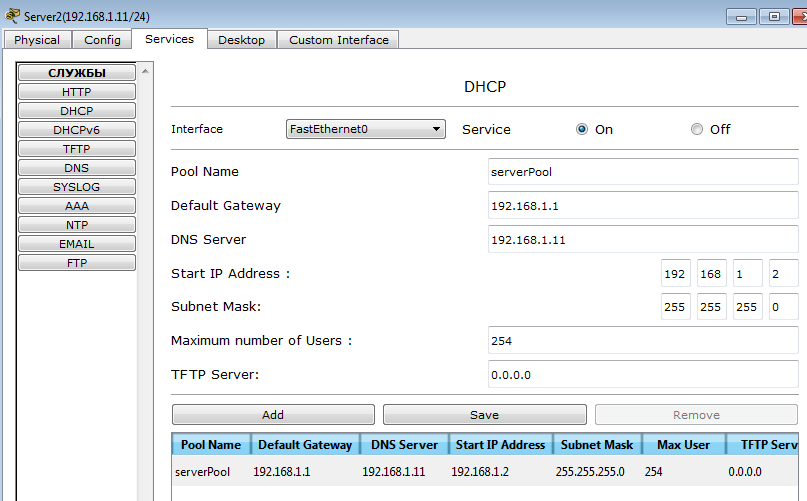 Server2(192.168.1.11/24)
Physical Config Services Desktop Custom Interface
СЛУЖБЫ
HTTP
DHCP
DHCPv6
TFTP
DNS
SYSLOG
AAA
NTP
EMAIL
FTP
DHCP
Interface FastEthernet0 Service On Off
Pool Name serverPool
Default Gateway 192.168.1.1
DNS Server 192.168.1.11
Start IP Address : 192 168 1 2
Subnet Mask: 255 255 255 0
Maximum number of Users : 254
TFTP Server: 0.0.0.0
Add Save Remove
Pool Name Default Gateway DNS Server Start IP Address Subnet Mask Max User TFTP Serv
serverPool 192.168.1.1 192.168.1.11 192.168.1.2 255.255.255.0 254 0.0.0.0